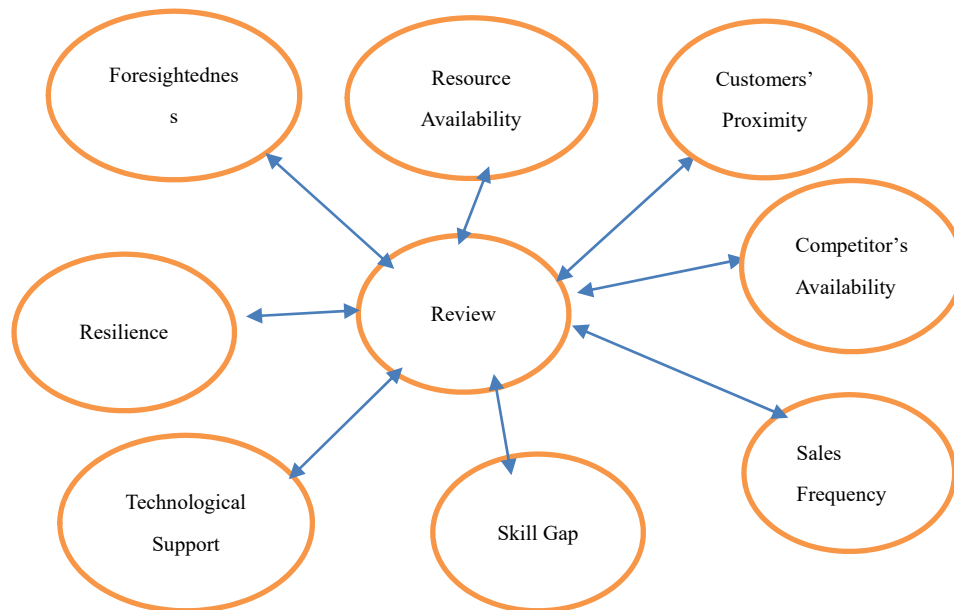 Foresightednes
s
Resource
Availability
Customers’
Proximity
Competitor’s
Availability
Resilience
Review
Sales
Frequency
Technological
Support
Skill Gap